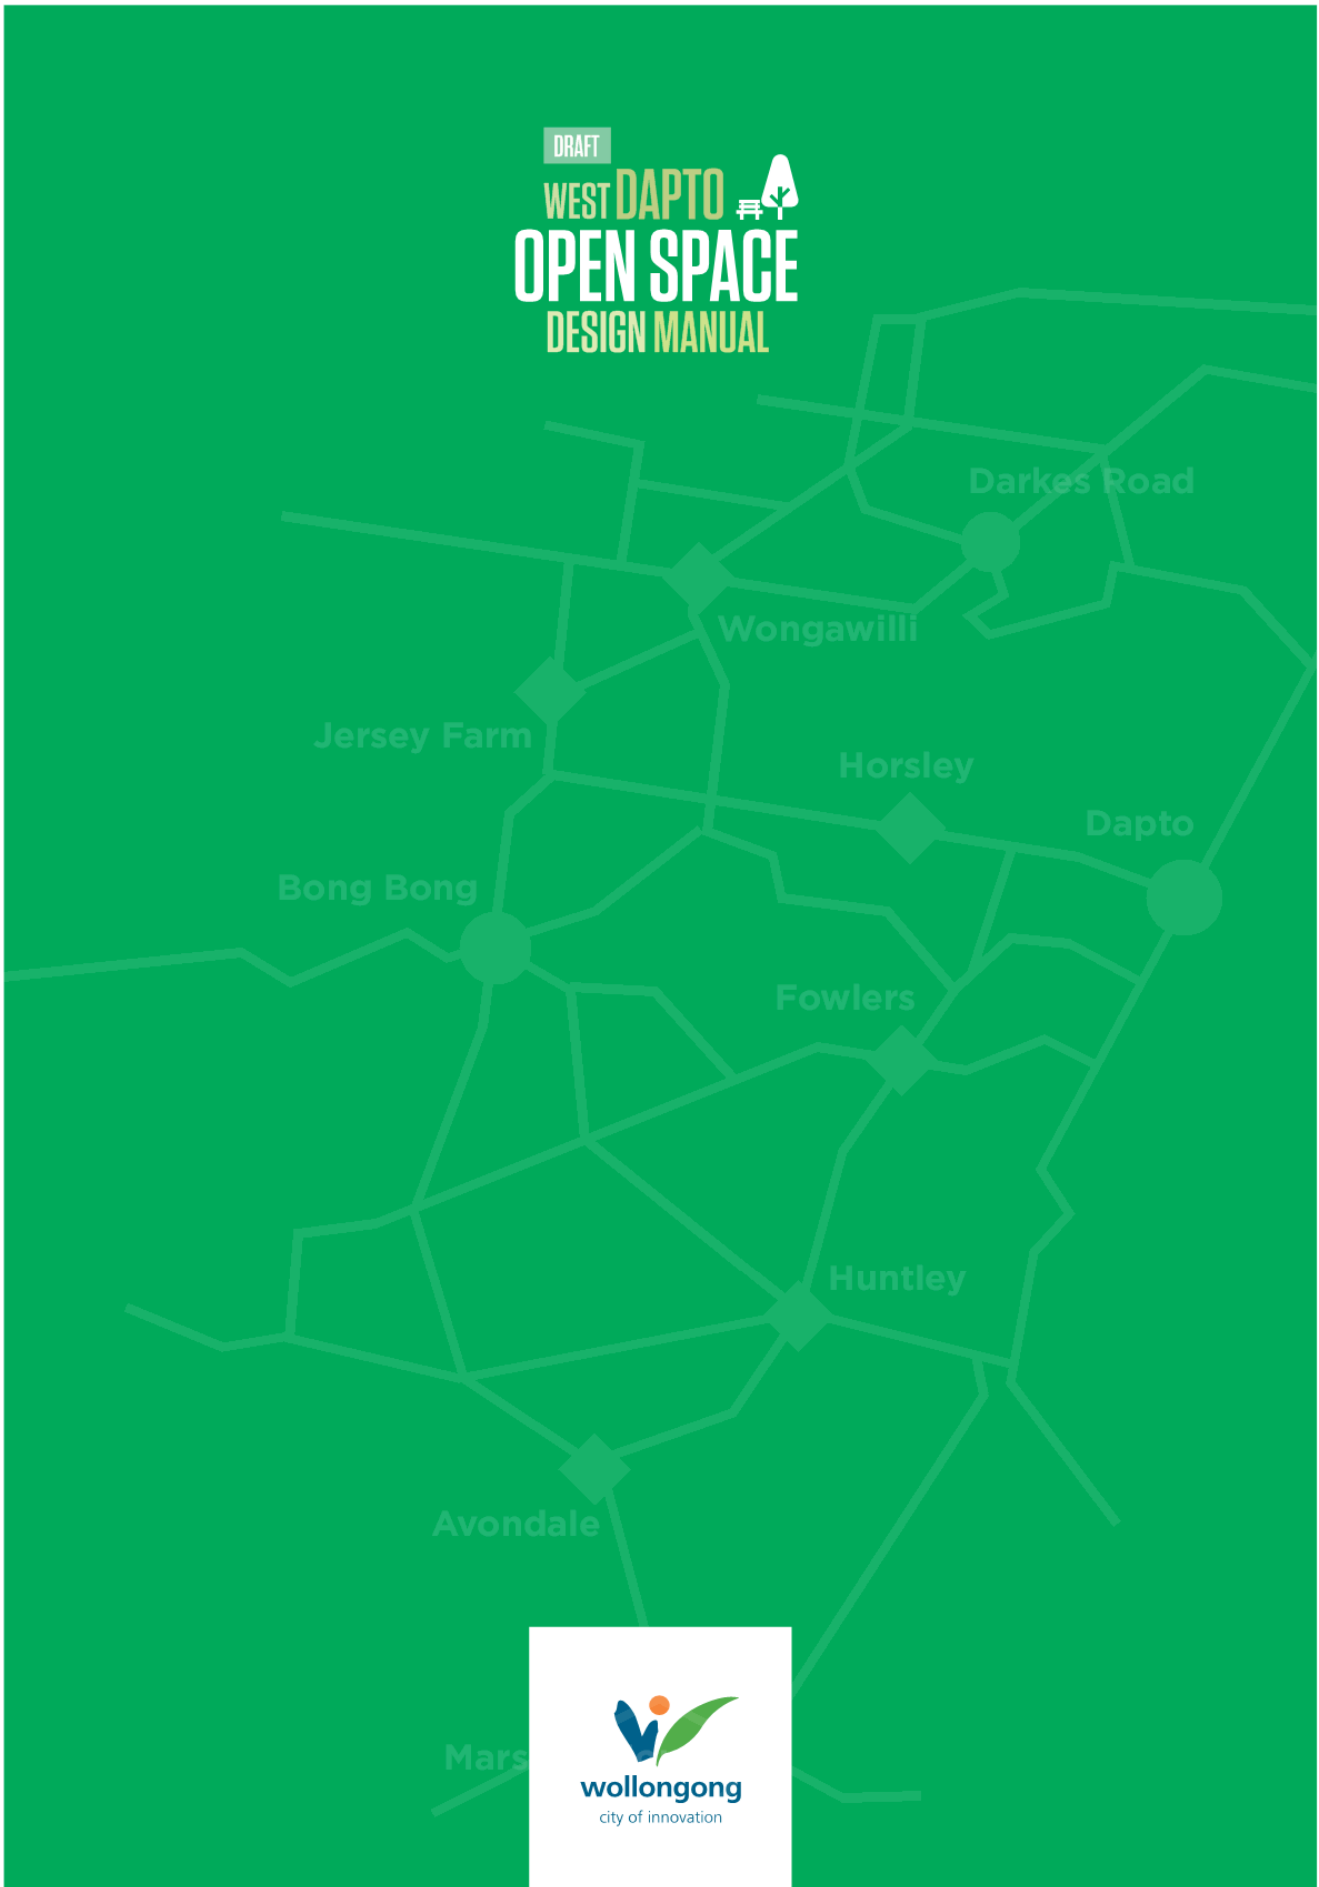 DRAFT
WEST DAPTO
OPEN SPACE
DESIGN MANUAL
Darkes Road
Wongawilli
Jersey Farm
Horsley
Dapto
Bong Bong
Fowlers
Huntley
Avondale
Mars
wollongong
city of innovation